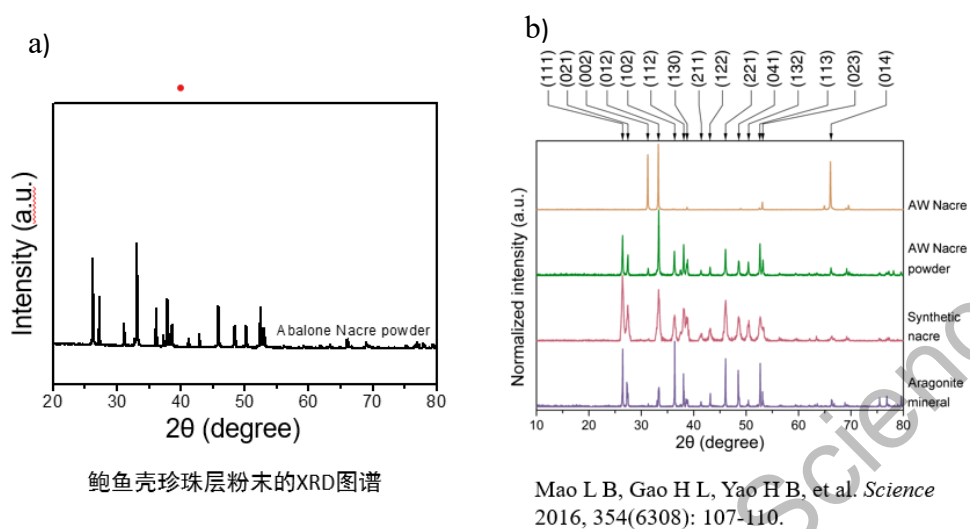 a)
Intensity (a.u.)
Abalone Nacre powder
20 30 40 50 60 70 80
2θ (degree)
鲍鱼壳珍珠层粉末的XRD图谱
b)
(111) (021) (002) (012) (102) (112) (130) (211) (122) (221) (041) (132) (113) (023) (014)
Normalized intensity (a.u.)
AW Nacre
AW Nacre
powder
Synthetic
nacre
Aragonite
mineral
10 20 30 40 50 60 70 80
2θ (degree)
Mao L B, Gao H L, Yao H B, et al. Science
2016, 354(6308): 107-110.
Science